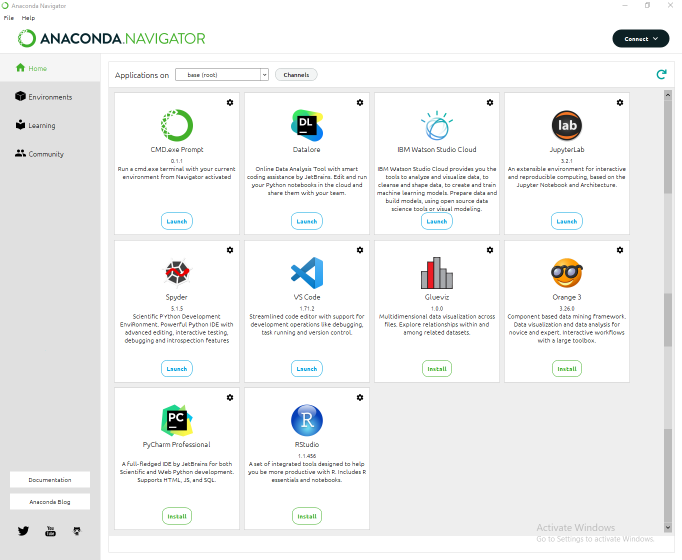 Anaconda Navigator
File Help
ANACONDA.NAVIGATOR
Connect
Home
Environments
Learning
Community
Documentation
Anaconda Blog
You
Tube
Applications on base (root) Channels
CMD.exe Prompt
0.1.1
Run a cmd.exe terminal with your current
environment from Navigator activated
Launch
DL
Datalore
Online Data Analysis Tool with smart
coding assistance by JetBrains. Edit and run
your Python notebooks in the cloud and
share them with your team.
Launch
IBM Watson Studio Cloud
IBM Watson Studio Cloud provides you the
tools to analyze and visualize data, to
cleanse and shape data, to create and train
machine learning models. Prepare data and
build models, using open source data
science tools or visual modeling.
Launch
lab
JupyterLab
3.2.1
An extensible environment for interactive
and reproducible computing, based on the
Jupyter Notebook and Architecture.
Launch
Spyder
5.1.5
Scientific PYthon Development
EnviRonment. Powerful Python IDE with
advanced editing, interactive testing,
debugging and introspection features
Launch
VS Code
1.71.2
Streamlined code editor with support for
development operations like debugging,
task running and version control.
Launch
Glueviz
1.0.0
Multidimensional data visualization across
files. Explore relationships within and
among related datasets.
Install
Orange 3
3.26.0
Component based data mining framework.
Data visualization and data analysis for
novice and expert. Interactive workflows
with a large toolbox.
Install
PC
PyCharm Professional
A full-fledged IDE by JetBrains for both
Scientific and Web Python development.
Supports HTML, JS, and SQL.
Install
R
RStudio
1.1.456
A set of integrated tools designed to help
you be more productive with R. Includes R
essentials and notebooks.
Install
Activate Windows
Go to Settings to activate Windows.